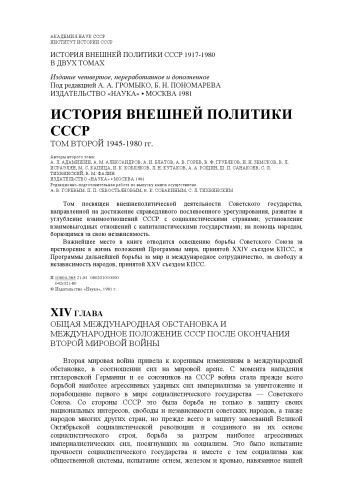 АКАДЕМИЯ НАУК СССР
ИНСТИТУТ ИСТОРИИ СССР
ИСТОРИЯ ВНЕШНЕЙ ПОЛИТИКИ СССР 1917-1980
В ДВУХ ТОМАХ
Издание четвертое, переработанное и дополненное
Под редакцией А. А. ГРОМЫКО, Б. Н. ПОНОМАРЕВА
ИЗДАТЕЛЬСТВО «НАУКА» • МОСКВА 1981
ИСТОРИЯ ВНЕШНЕЙ ПОЛИТИКИ
СССР
ТОМ ВТОРОЙ 1945-1980 гг.
Авторы второго тома:
А. Л. АДАМИШИН, А. М. АЛЕКСАНДРОВ, А. И. БЛАТОВ, А. В. ГОРЕВ, В. Ф. ГРУБЯКОВ, И. Н. ЗЕМСКОВ, В. Л.
ИСРАЭЛЯН, М. С. КАПИЦА, И. К. КОБЛЯКОВ, П. П. КУТАКОВ, А. А. РОЩИН, Ш. П. САНАКОЕВ, С. Л.
ТИХВИНСКИЙ, В. М. ФАЛИН
ИЗДАТЕЛЬСТВО «НАУКА» • МОСКВА 1981
Редакционно-подготовительная работа по выпуску книги осуществлена
А. В. ГОРЕВЫМ, П. П. СЕВОСТЬЯНОВЫМ, В. К. СОБАКИНЫМ, С. Л. ТИХВИНСКИМ
Том посвящен внешнеполитической деятельности Советского государства,
направленной на достижение справедливого послевоенного урегулирования, развитие и
углубление взаимоотношений СССР с социалистическими странами; установление
взаимовыгодных отношений с капиталистическими государствами; на помощь народам,
борющимся за свою независимость.
Важнейшее место в книге отводится освещению борьбы Советского Союза за
претворение в жизнь положений Программы мира, принятой XXIV съездом КПСС, и
Программы дальнейшей борьбы за мир и международное сотрудничество, за свободу и
независимость народов, принятой XXV съездом КПСС.
© Издательство «Наука», 1981 г.
XIV ГЛАВА
ОБЩАЯ МЕЖДУНАРОДНАЯ ОБСТАНОВКА И
МЕЖДУНАРОДНОЕ ПОЛОЖЕНИЕ СССР ПОСЛЕ ОКОНЧАНИЯ
ВТОРОЙ МИРОВОЙ ВОЙНЫ
Вторая мировая война привела к коренным изменениям в международной
обстановке, в соотношении сил на мировой арене. С момента нападения
гитлеровской Германии и ее союзников на СССР война стала прежде всего
борьбой наиболее агрессивных ударных сил империализма за уничтожение и
порабощение первого в мире социалистического государства — Советского
Союза. Со стороны СССР это была борьба не только в защиту своих
национальных интересов, свободы и независимости советских народов, а также
народов многих других стран, но прежде всего в защиту завоеваний Великой
Октябрьской социалистической революции и созданного на их основе
социалистического строя, борьба за разгром наиболее агрессивных
империалистических сил, посягнувших на социализм. Это было испытание
прочности социалистического государства и вместе с тем социализма как
общественной системы, испытание огнем, железом и кровью, навязанное нашей